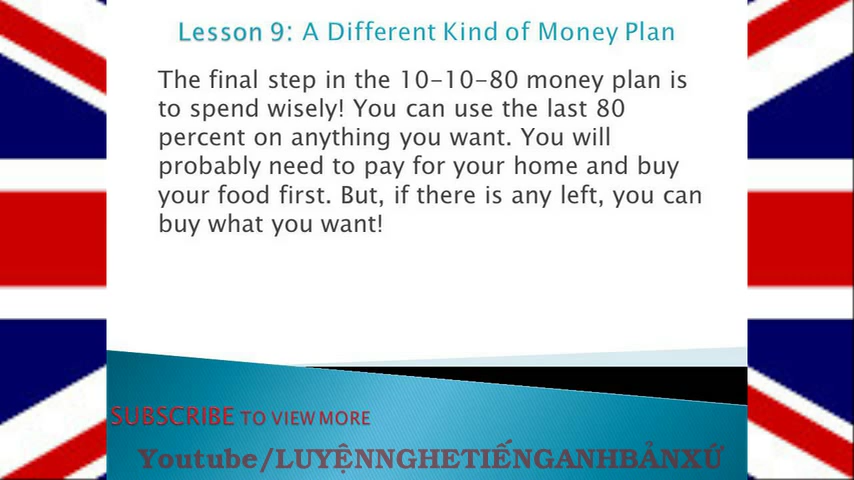 Lesson 9: A Different Kind of Money Plan
The final step in the 10-10-80 money plan is
to spend wisely! You can use the last 80
percent on anything you want. You will
probably need to pay for your home and buy
your food first. But, if there is any left, you can
buy what you want!
SUBSCRIBE TO VIEW MORE
Youtube/LUYỆNNGHETIẾNGANHBẢNXỨ